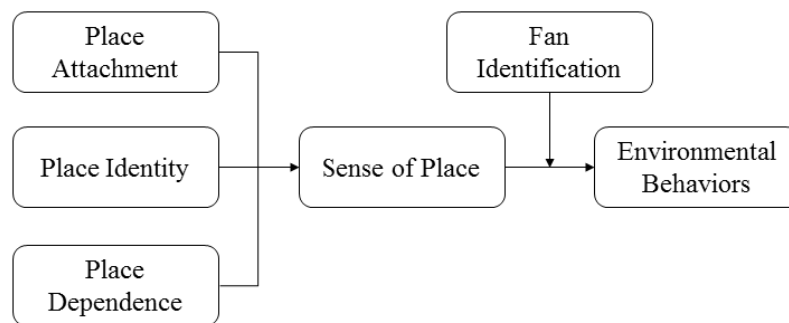 Place
Attachment
Fan
Identification
Place Identity
Sense of Place
Environmental
Behaviors
Place
Dependence